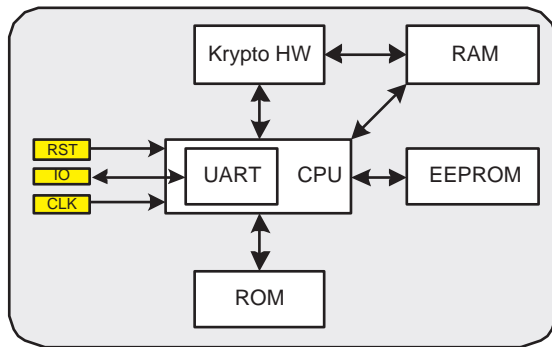 Krypto HW
RAM
RST
IO
CLK
UART
CPU
EEPROM
ROM